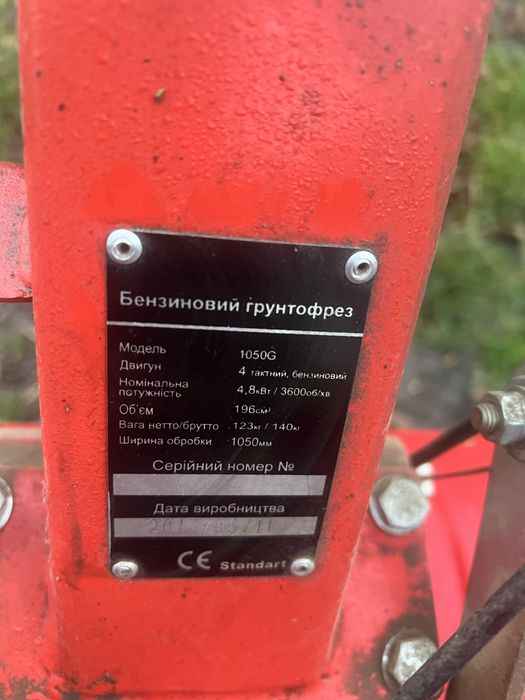 Бензиновий грунтофрез
Модель 1050G
Двигун 4 тактний, бензиновий
Номінальна потужність 4,8кВт / 3600об/хв
Об'єм 196см³
Вага нетто/брутто 123кг / 140кг
Ширина обробки 1050мм
Серійний номер №
Дата виробництва
CE Standart